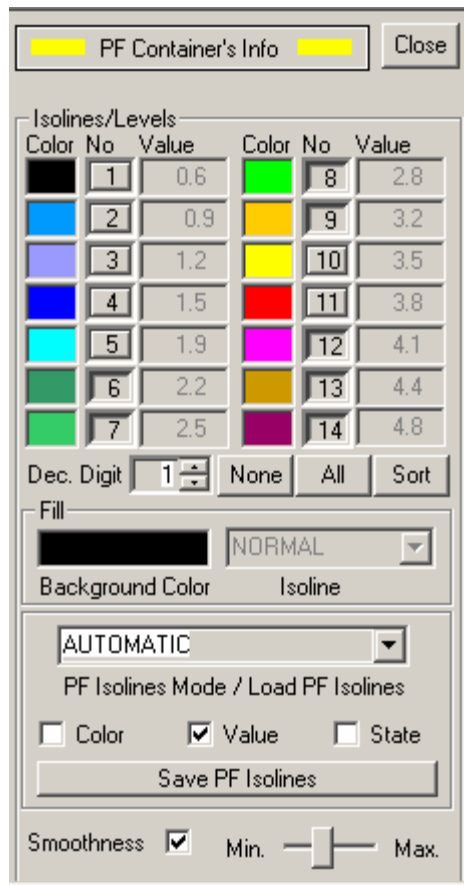 PF Container's Info Close
Isolines/Levels
Color No Value Color No Value
1 0.6 8 2.8
2 0.9 9 3.2
3 1.2 10 3.5
4 1.5 11 3.8
5 1.9 12 4.1
6 2.2 13 4.4
7 2.5 14 4.8
Dec. Digit 1 None All Sort
Fill
NORMAL
Background Color Isoline
AUTOMATIC
PF Isolines Mode / Load PF Isolines
Color Value State
Save PF Isolines
Smoothness Min. Max.